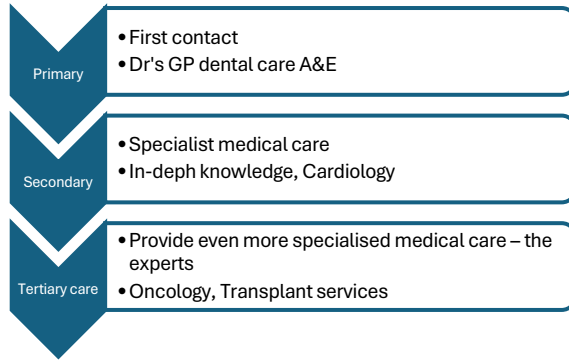 Primary
•First contact
•Dr's GP dental care A&E
Secondary
•Specialist medical care
•In-deph knowledge, Cardiology
Tertiary care
•Provide even more specialised medical care – the
experts
•Oncology, Transplant services